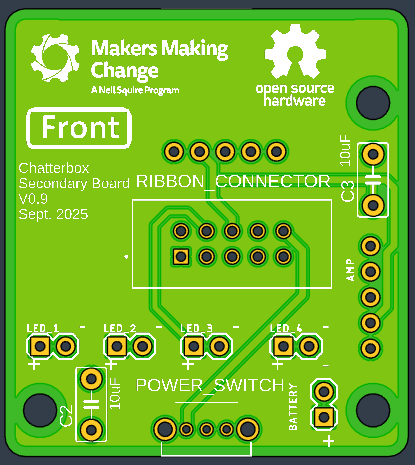 Makers Making
Change
A Neil Squire Program
open source
hardware
Front
Chatterbox
Secondary Board
V0.9
Sept. 2025
RIBBON_CONNECTOR
10uF
C3
AMP
LED_1
-
LED_2
-
LED_3
-
LED_4
-
+
+
+
+
C2
10uF
POWER_SWITCH
BATTERY
-
+